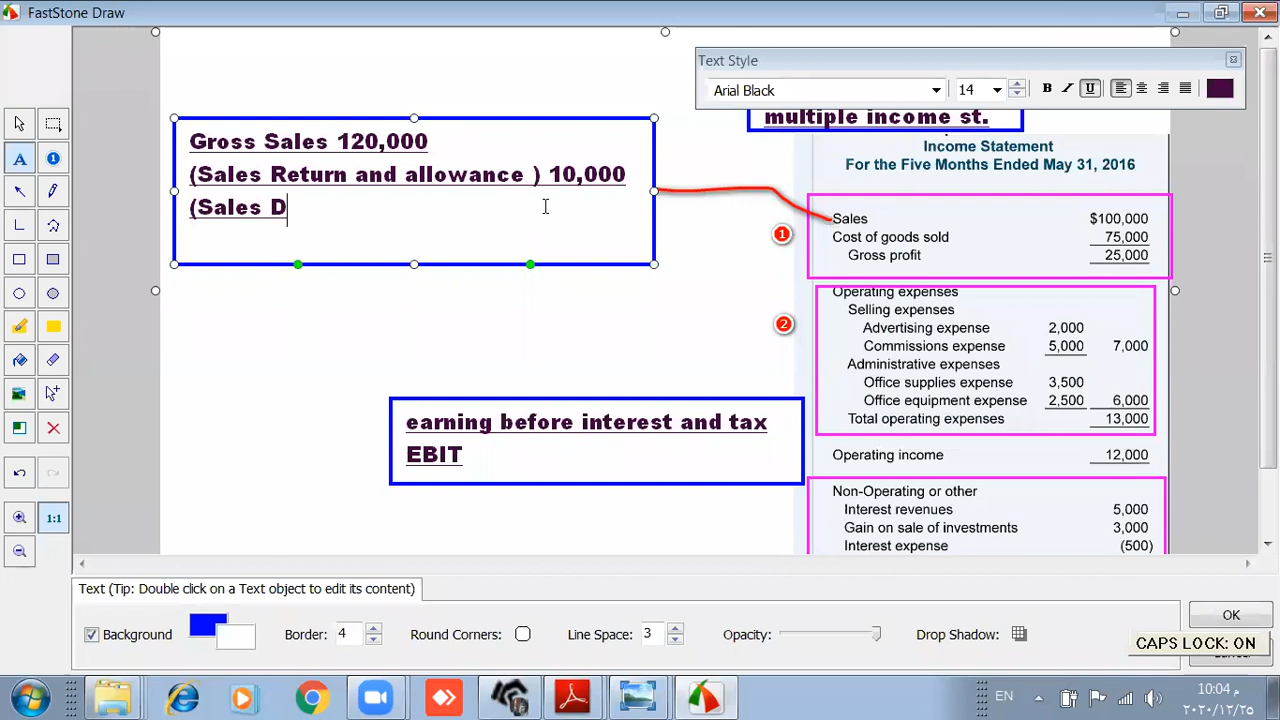 FastStone Draw
Text Style
Arial Black
14
B
I
U
multiple income st.
Gross Sales 120,000
(Sales Return and allowance ) 10,000
(Sales D
Income Statement
For the Five Months Ended May 31, 2016
1
Sales $100,000
Cost of goods sold 75,000
Gross profit 25,000
2
Operating expenses
Selling expenses
Advertising expense 2,000
Commissions expense 5,000 7,000
Administrative expenses
Office supplies expense 3,500
Office equipment expense 2,500 6,000
Total operating expenses 13,000
Operating income 12,000
Non-Operating or other
Interest revenues 5,000
Gain on sale of investments 3,000
Interest expense (500)
earning before interest and tax
EBIT
A
1
1:1
Text (Tip: Double click on a Text object to edit its content)
Background
Border: 4
Round Corners:
Line Space: 3
Opacity:
Drop Shadow:
OK
CAPS LOCK: ON
EN
10:04 م
٢٠٢٠/١٢/٢٥